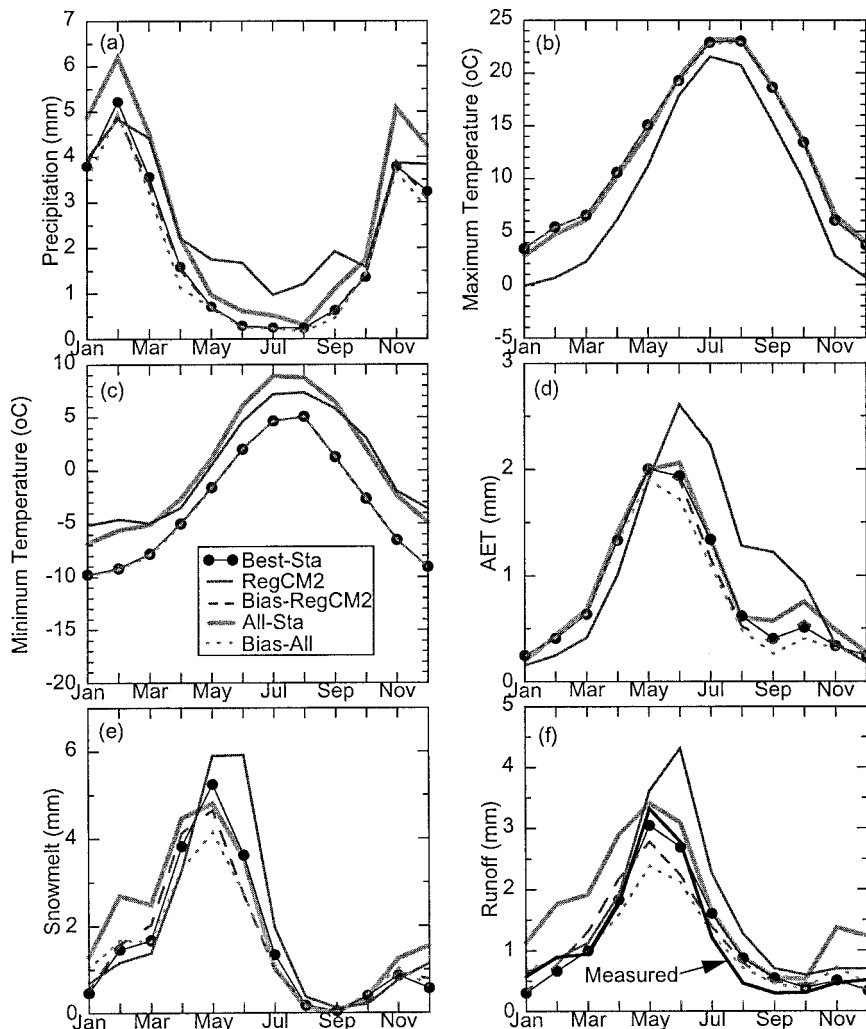 (a)
Precipitation (mm)
7
6
5
4
3
2
1
0
Jan Mar May Jul Sep Nov
(b)
Maximum Temperature (oC)
25
20
15
10
5
0
-5
Jan Mar May Jul Sep Nov
(c)
Minimum Temperature (oC)
10
5
0
-5
-10
-15
-20
Best-Sta
RegCM2
Bias-RegCM2
All-Sta
Bias-All
Jan Mar May Jul Sep Nov
(d)
AET (mm)
3
2
1
0
Jan Mar May Jul Sep Nov
(e)
Snowmelt (mm)
6
4
2
0
Jan Mar May Jul Sep Nov
(f)
Runoff (mm)
5
4
3
2
1
0
Measured
Jan Mar May Jul Sep Nov